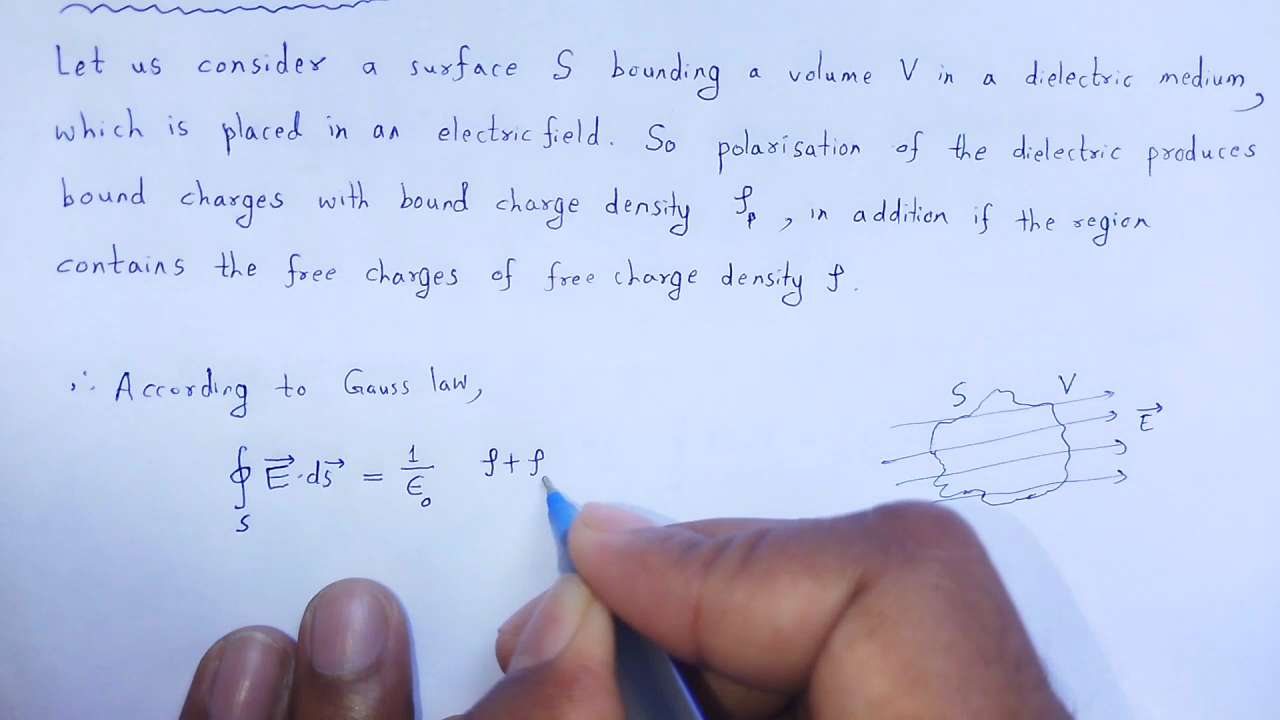 Let us consider a surface S bounding a volume V in a dielectric medium,
which is placed in an electric field. So polarisation of the dielectric produces
bound charges with bound charge density ρₚ, in addition if the region
contains the free charges of free charge density ρ.
∴ According to Gauss law,
S V
E⃗
∮ₛ E⃗·ds⃗ = 1/ϵ₀ ρ+ρ